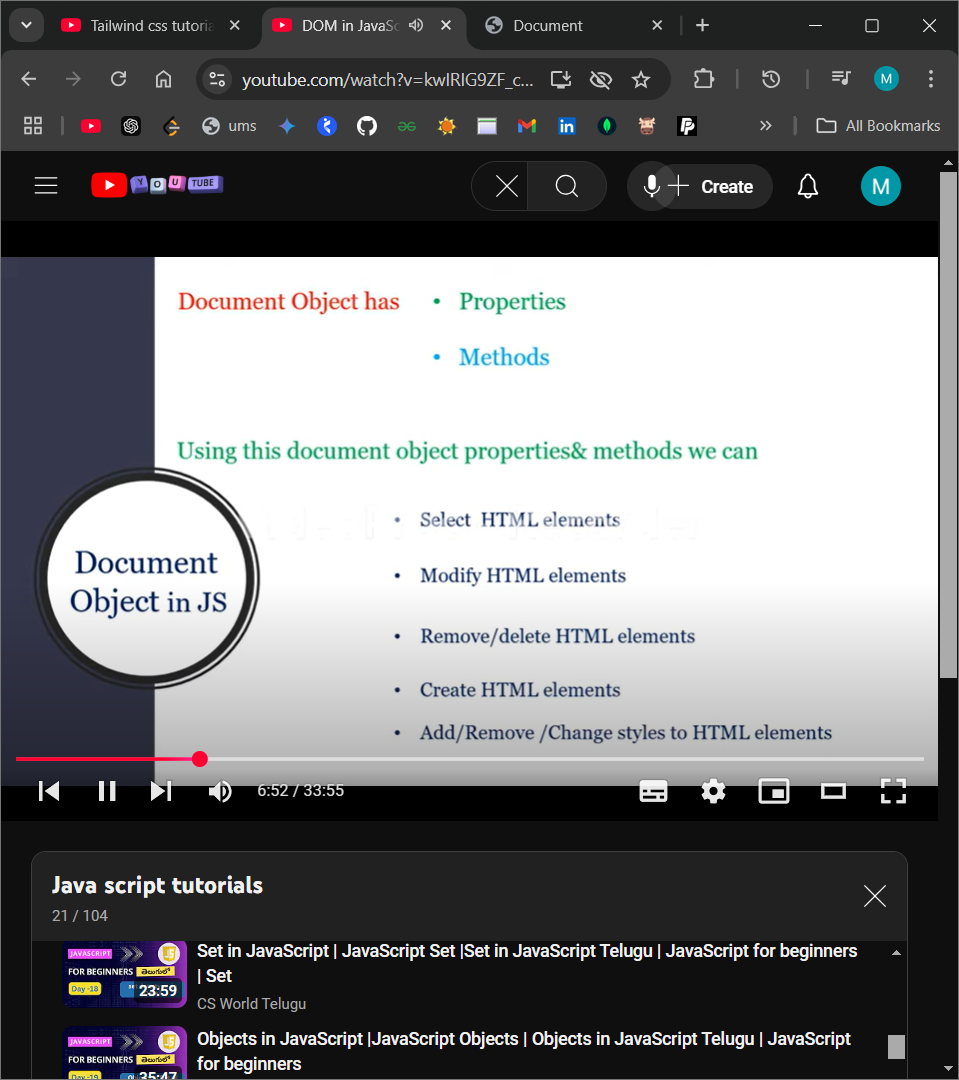 Tailwind css tutoria
DOM in JavaSc
Document
youtube.com/watch?v=kwlRlG9ZF_c...
ums
All Bookmarks
YOUTUBE
Create
M
Document Object has
• Properties
• Methods
Using this document object properties& methods we can
• Select HTML elements
• Modify HTML elements
• Remove/delete HTML elements
• Create HTML elements
• Add/Remove /Change styles to HTML elements
Document
Object in JS
6:52 / 33:55
Java script tutorials
21 / 104
JAVASCRIPT
FOR BEGINNERS తెలుగులో
Day -18
23:59
Set in JavaScript | JavaScript Set |Set in JavaScript Telugu | JavaScript for beginners
| Set
CS World Telugu
JAVASCRIPT
FOR BEGINNERS తెలుగులో
Day -19
35:47
Objects in JavaScript |JavaScript Objects | Objects in JavaScript Telugu | JavaScript
for beginners